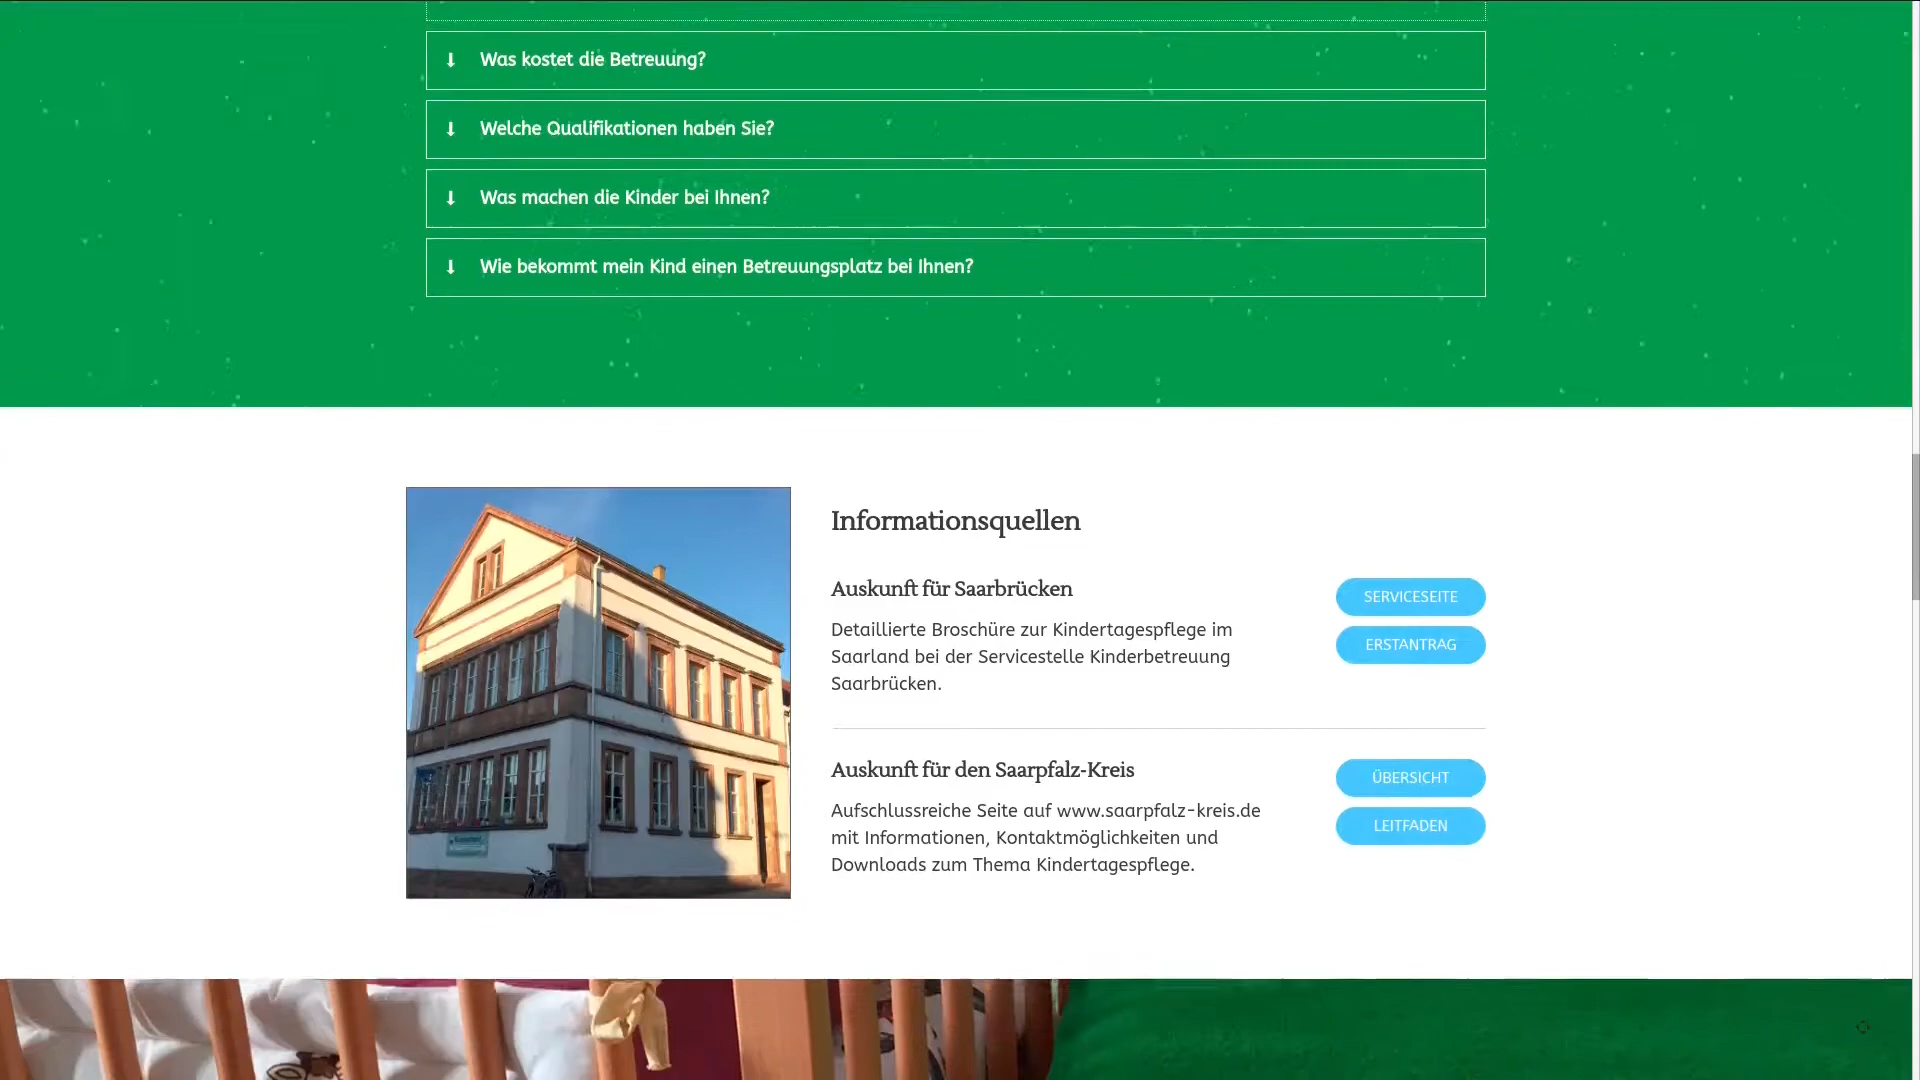 Was kostet die Betreuung?
Welche Qualifikationen haben Sie?
Was machen die Kinder bei Ihnen?
Wie bekommt mein Kind einen Betreuungsplatz bei Ihnen?
Informationsquellen
Auskunft für Saarbrücken
Detaillierte Broschüre zur Kindertagespflege im
Saarland bei der Servicestelle Kinderbetreuung
Saarbrücken.
SERVICESEITE
ERSTANTRAG
Auskunft für den Saarpfalz-Kreis
Aufschlussreiche Seite auf www.saarpfalz-kreis.de
mit Informationen, Kontaktmöglichkeiten und
Downloads zum Thema Kindertagespflege.
ÜBERSICHT
LEITFADEN